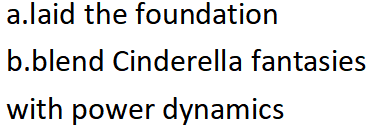 a.laid the foundation
b.blend Cinderella fantasies
with power dynamics